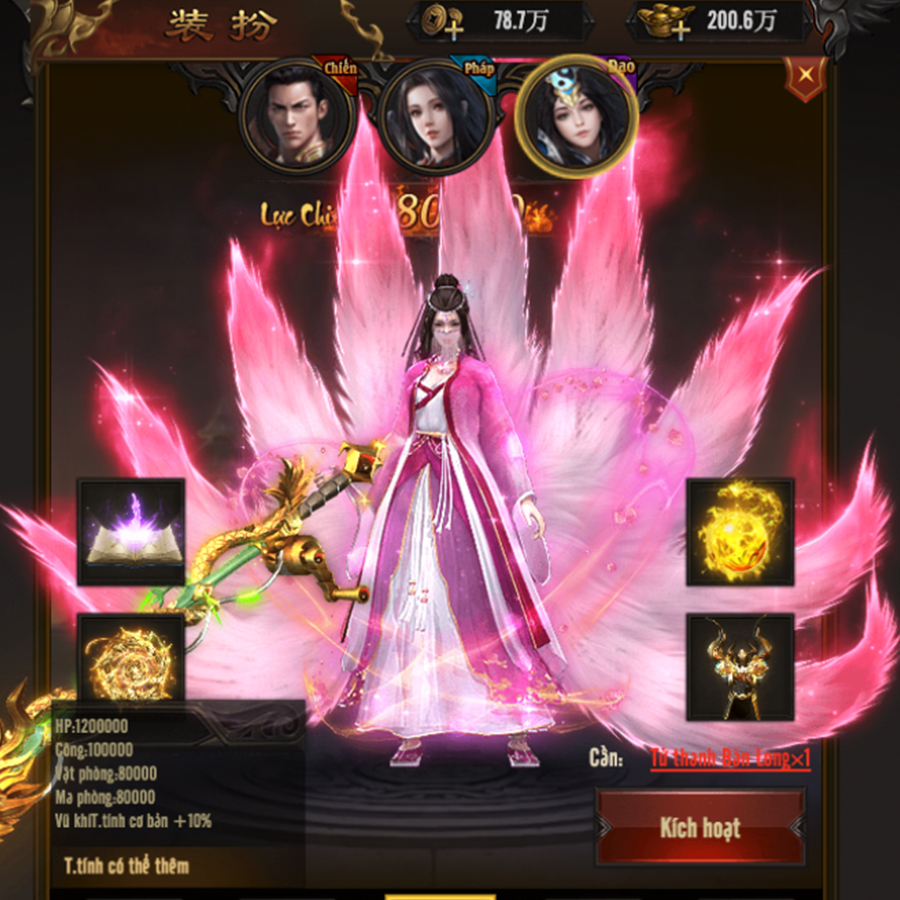 装扮
78.7万
200.6万
Chiến
Pháp
Đạo
Lực Chi
80
HP:1200000
Công:100000
Vật phòng:80000
Ma phòng:80000
Vũ khíT.tính cơ bản +10%
T.tính có thể thêm
Cần: Tử thanh Bàn Long×1
Kích hoạt